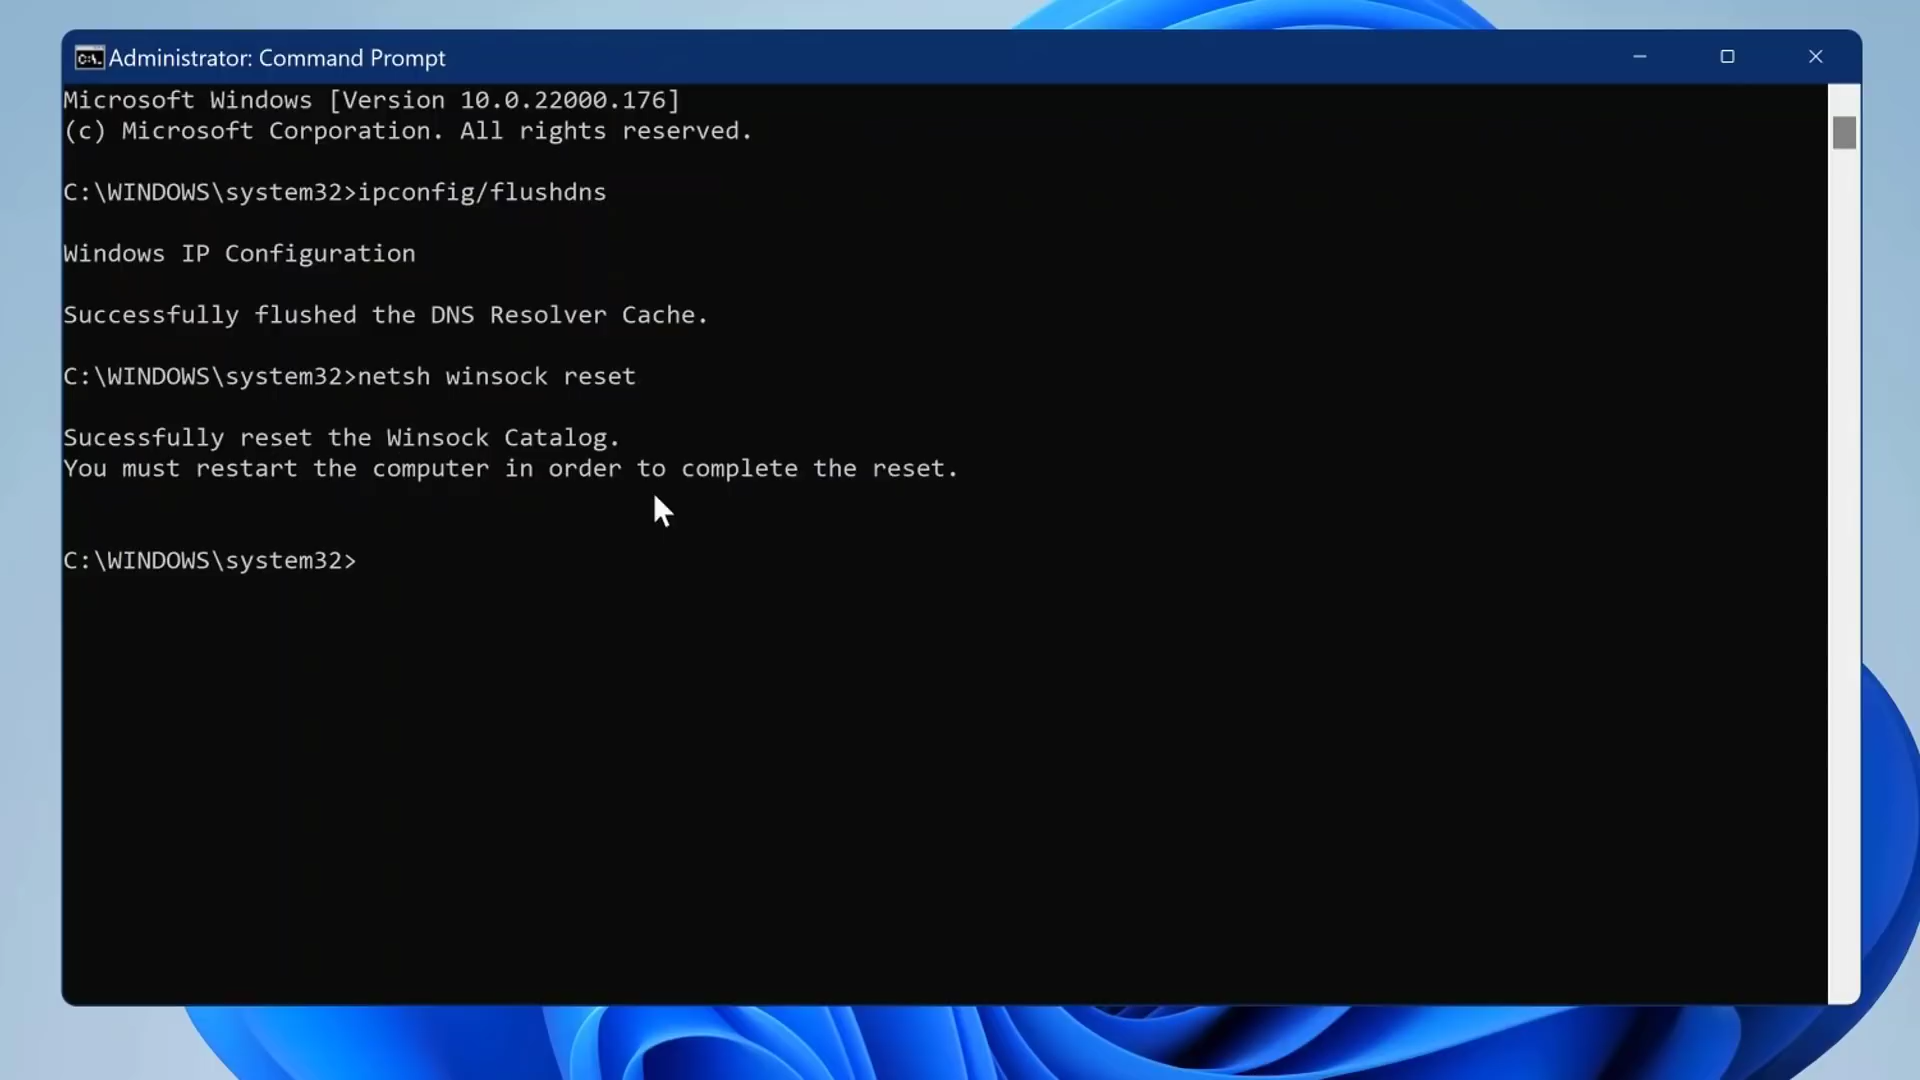 Administrator: Command Prompt
Microsoft Windows [Version 10.0.22000.176]
(c) Microsoft Corporation. All rights reserved.
C:\WINDOWS\system32>ipconfig/flushdns
Windows IP Configuration
Successfully flushed the DNS Resolver Cache.
C:\WINDOWS\system32>netsh winsock reset
Sucessfully reset the Winsock Catalog.
You must restart the computer in order to complete the reset.
C:\WINDOWS\system32>